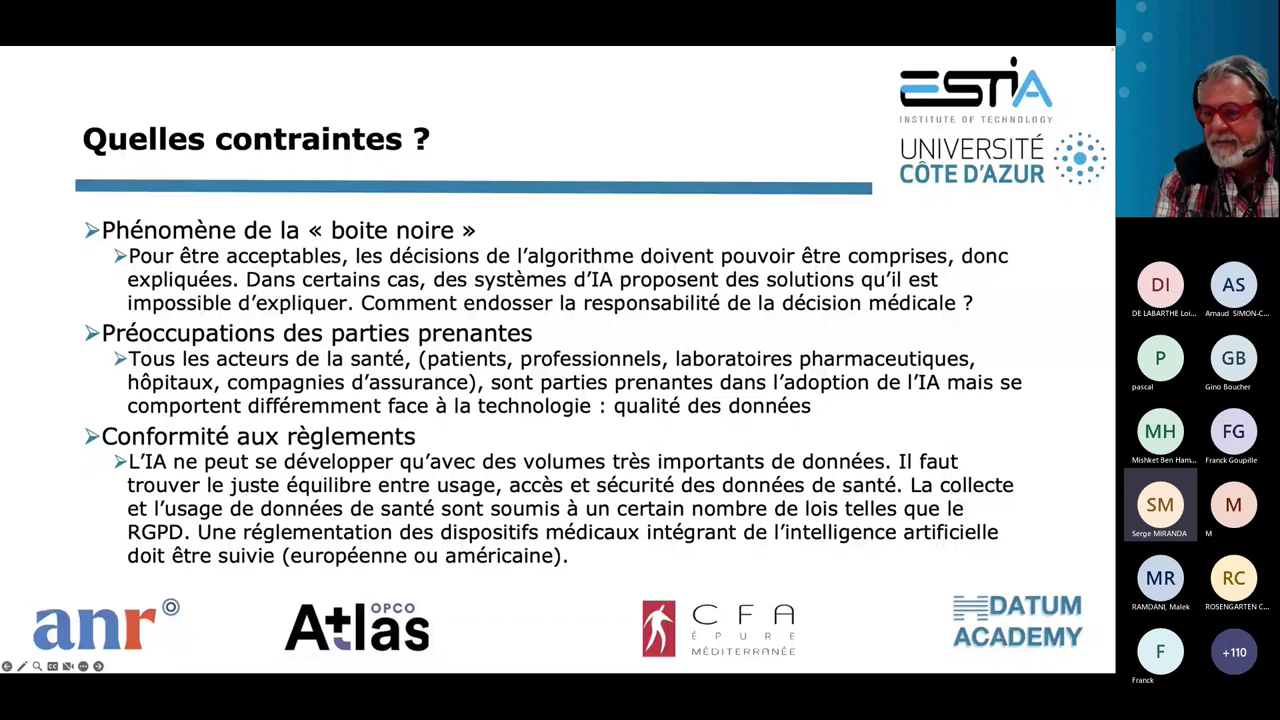 ESTIA
INSTITUTE OF TECHNOLOGY
UNIVERSITÉ
CÔTE D'AZUR
Quelles contraintes ?
Phénomène de la « boite noire »
Pour être acceptables, les décisions de l'algorithme doivent pouvoir être comprises, donc
expliquées. Dans certains cas, des systèmes d'IA proposent des solutions qu'il est
impossible d'expliquer. Comment endosser la responsabilité de la décision médicale ?
Préoccupations des parties prenantes
Tous les acteurs de la santé, (patients, professionnels, laboratoires pharmaceutiques,
hôpitaux, compagnies d'assurance), sont parties prenantes dans l'adoption de l'IA mais se
comportent différemment face à la technologie : qualité des données
Conformité aux règlements
L'IA ne peut se développer qu'avec des volumes très importants de données. Il faut
trouver le juste équilibre entre usage, accès et sécurité des données de santé. La collecte
et l'usage de données de santé sont soumis à un certain nombre de lois telles que le
RGPD. Une réglementation des dispositifs médicaux intégrant de l'intelligence artificielle
doit être suivie (européenne ou américaine).
anr
OPCO
Atlas
CFA
ÉPURE
MÉDITERRANÉE
DATUM
ACADEMY
DI
AS
DE LABARTHE Loi...
Arnaud SIMON-C...
P
GB
pascal
Gino Boucher
MH
FG
Mishket Ben Ham...
Franck Goupille
SM
M
Serge MIRANDA
M
MR
RC
RAMDANI, Malek
ROSENGARTEN C...
F
+110
Franck